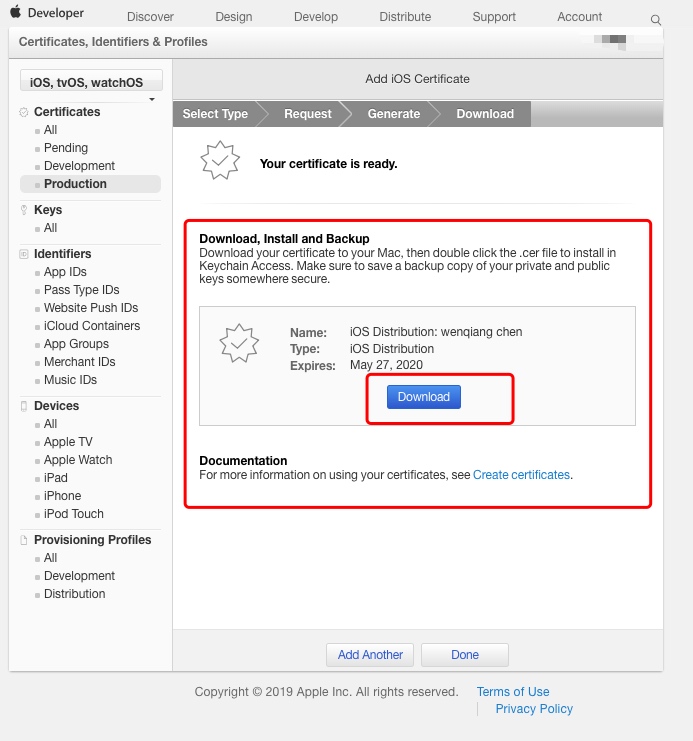 Developer
Discover
Design
Develop
Distribute
Support
Account
Certificates, Identifiers & Profiles
iOS, tvOS, watchOS
Certificates
All
Pending
Development
Production
Keys
All
Identifiers
App IDs
Pass Type IDs
Website Push IDs
iCloud Containers
App Groups
Merchant IDs
Music IDs
Devices
All
Apple TV
Apple Watch
iPad
iPhone
iPod Touch
Provisioning Profiles
All
Development
Distribution
Add iOS Certificate
Select Type
Request
Generate
Download
Your certificate is ready.
Download, Install and Backup
Download your certificate to your Mac, then double click the .cer file to install in
Keychain Access. Make sure to save a backup copy of your private and public
keys somewhere secure.
Name: iOS Distribution: wenqiang chen
Type: iOS Distribution
Expires: May 27, 2020
Download
Documentation
For more information on using your certificates, see Create certificates.
Add Another
Done
Copyright © 2019 Apple Inc. All rights reserved.
Terms of Use
Privacy Policy